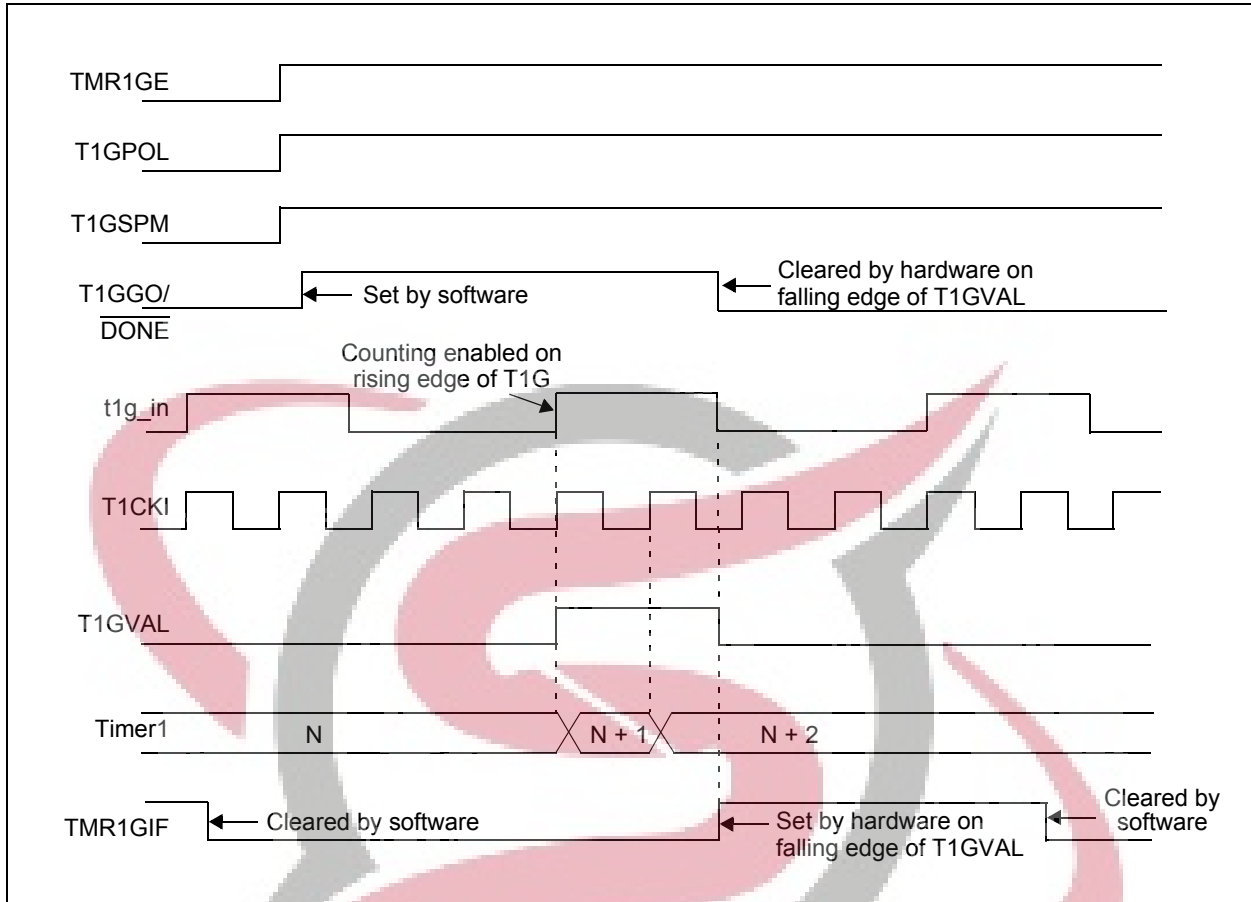 TMR1GE
T1GPOL
T1GSPM
T1GGO/
DONE
Set by software
Cleared by hardware on
falling edge of T1GVAL
Counting enabled on
rising edge of T1G
t1g_in
T1CKI
T1GVAL
Timer1
N
N + 1
N + 2
TMR1GIF
Cleared by software
Set by hardware on
falling edge of T1GVAL
Cleared by
software